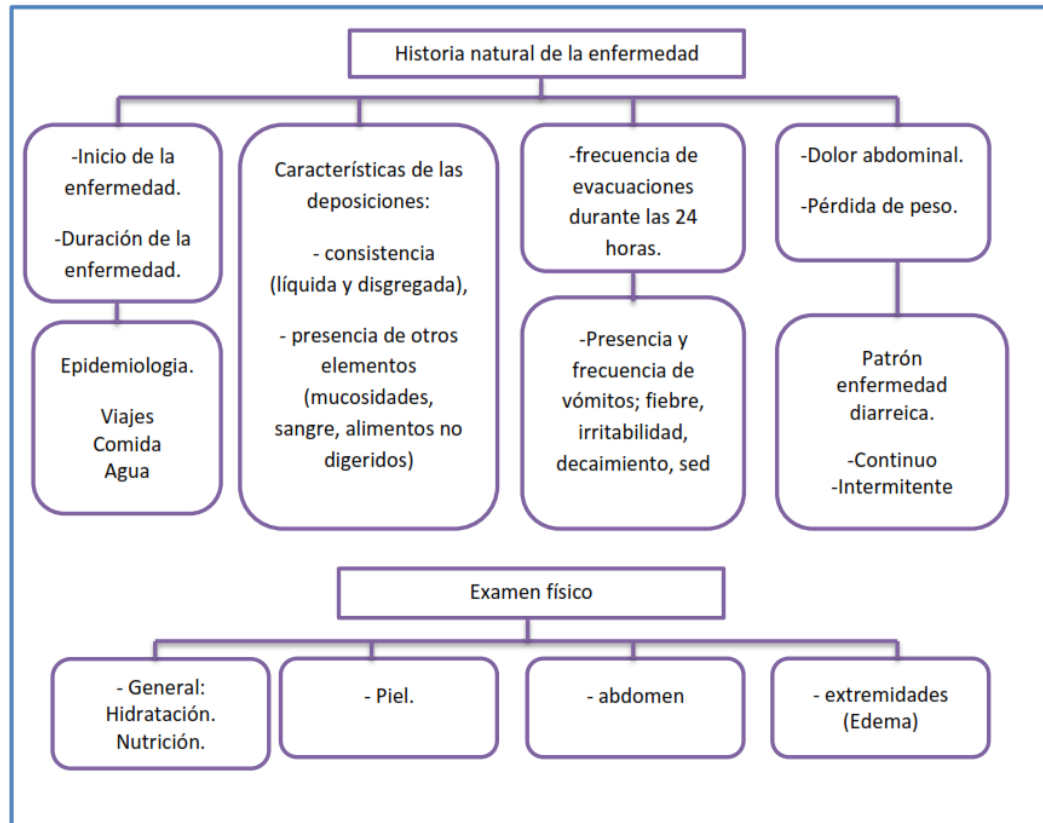 Historia natural de la enfermedad
-Inicio de la
enfermedad.
-Duración de la
enfermedad.
Epidemiologia.
Viajes
Comida
Agua
Características de las
deposiciones:
- consistencia
(líquida y disgregada),
- presencia de otros
elementos
(mucosidades,
sangre, alimentos no
digeridos)
-frecuencia de
evacuaciones
durante las 24
horas.
-Presencia y
frecuencia de
vómitos; fiebre,
irritabilidad,
decaimiento, sed
-Dolor abdominal.
-Pérdida de peso.
Patrón
enfermedad
diarreica.
-Continuo
-Intermitente
Examen físico
- General:
Hidratación.
Nutrición.
- Piel.
- abdomen
- extremidades
(Edema)